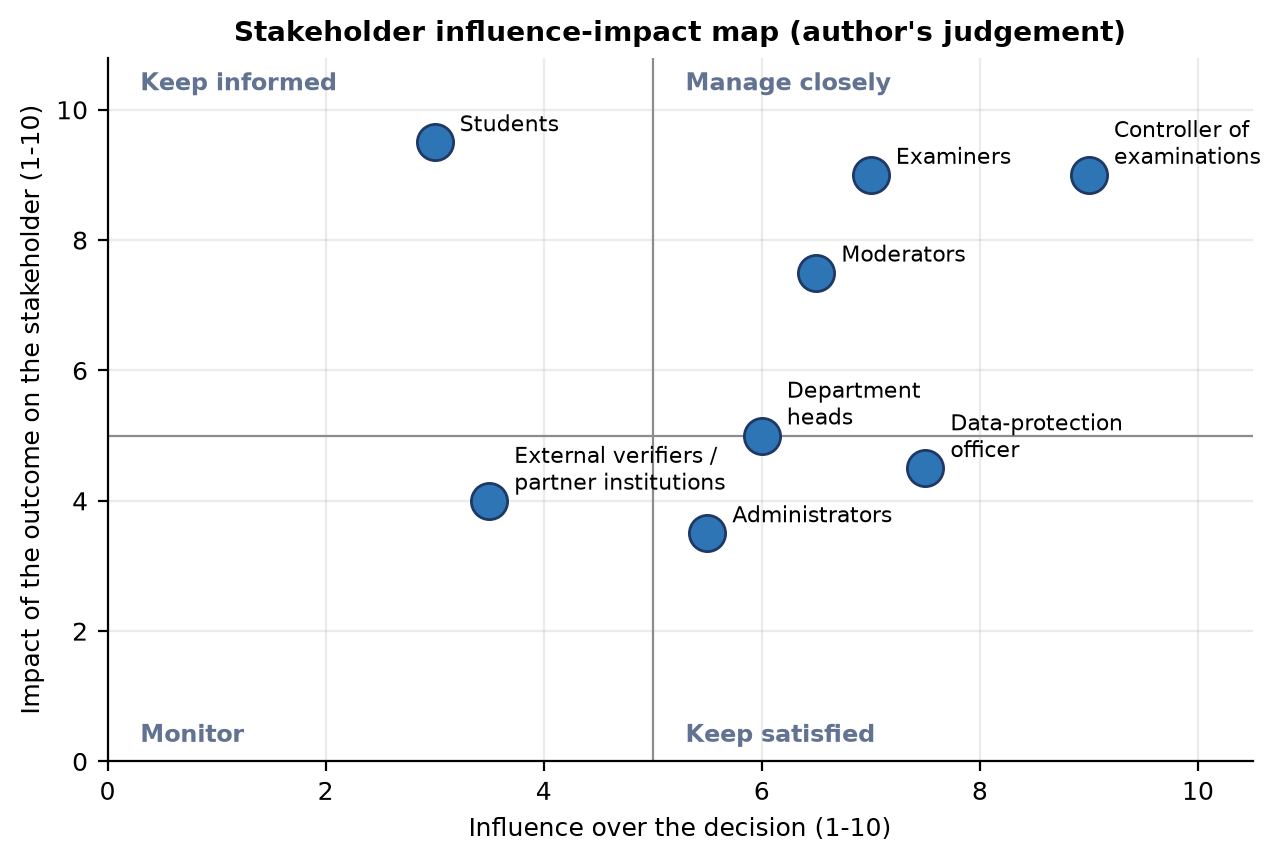 Stakeholder influence-impact map (author's judgement)
Keep informed
Manage closely
Students
Controller of
examinations
Examiners
Moderators
Department
heads
Data-protection
officer
External verifiers /
partner institutions
Administrators
Monitor
Keep satisfied
Impact of the outcome on the stakeholder (1-10)
10
8
6
4
2
0
0 2 4 6 8 10
Influence over the decision (1-10)